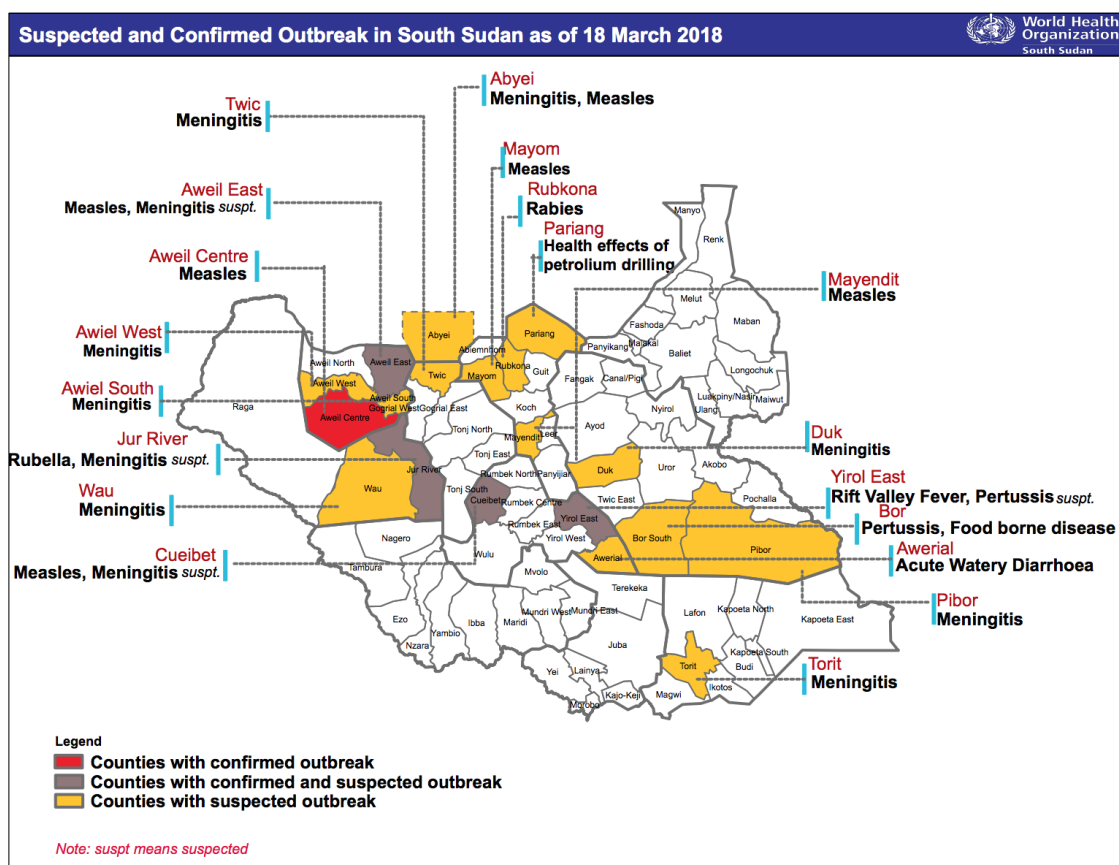 Suspected and Confirmed Outbreak in South Sudan as of 18 March 2018
World Health
Organization
South Sudan
Abyei
Meningitis, Measles
Twic
Meningitis
Mayom
Measles
Aweil East
Measles, Meningitis suspt.
Rubkona
Rabies
Pariang
Health effects of
petrolium drilling
Aweil Centre
Measles
Mayendit
Measles
Awiel West
Meningitis
Awiel South
Meningitis
Jur River
Rubella, Meningitis suspt.
Wau
Meningitis
Cueibet
Measles, Meningitis suspt.
Duk
Meningitis
Yirol East
Rift Valley Fever, Pertussis suspt.
Bor
Pertussis, Food borne disease
Awerial
Acute Watery Diarrhoea
Pibor
Meningitis
Torit
Meningitis
Manyo
Renk
Melut
Maban
Fashoda
Malakal
Panyikang
Baliet
Longochuk
Luakpiny/Nasir
Maiwut
Ulang
Nyirol
Canal/Pigi
Fangak
Abyei
Pariang
Abiemnhom
Rubkona
Mayom
Guit
Twic
Aweil East
Aweil North
Aweil West
Aweil South
Gogrial West
Gogrial East
Aweil Centre
Raga
Koch
Mayendit
Leer
Ayod
Tonj North
Tonj East
Jur River
Wau
Tonj South
Rumbek North
Panyijiar
Cueibet
Rumbek Centre
Rumbek East
Duk
Uror
Akobo
Twic East
Pochalla
Yirol East
Yirol West
Bor South
Pibor
Awerial
Nagero
Wulu
Tambura
Mvolo
Terekeka
Lafon
Kapoeta North
Kapoeta East
Ezo
Nzara
Yambio
Ibba
Maridi
Mundri West
Mundri East
Juba
Kapoeta South
Budi
Torit
Ikotos
Magwi
Yei
Lainya
Morobo
Kajo-Keji
Legend
Counties with confirmed outbreak
Counties with confirmed and suspected outbreak
Counties with suspected outbreak
Note: suspt means suspected